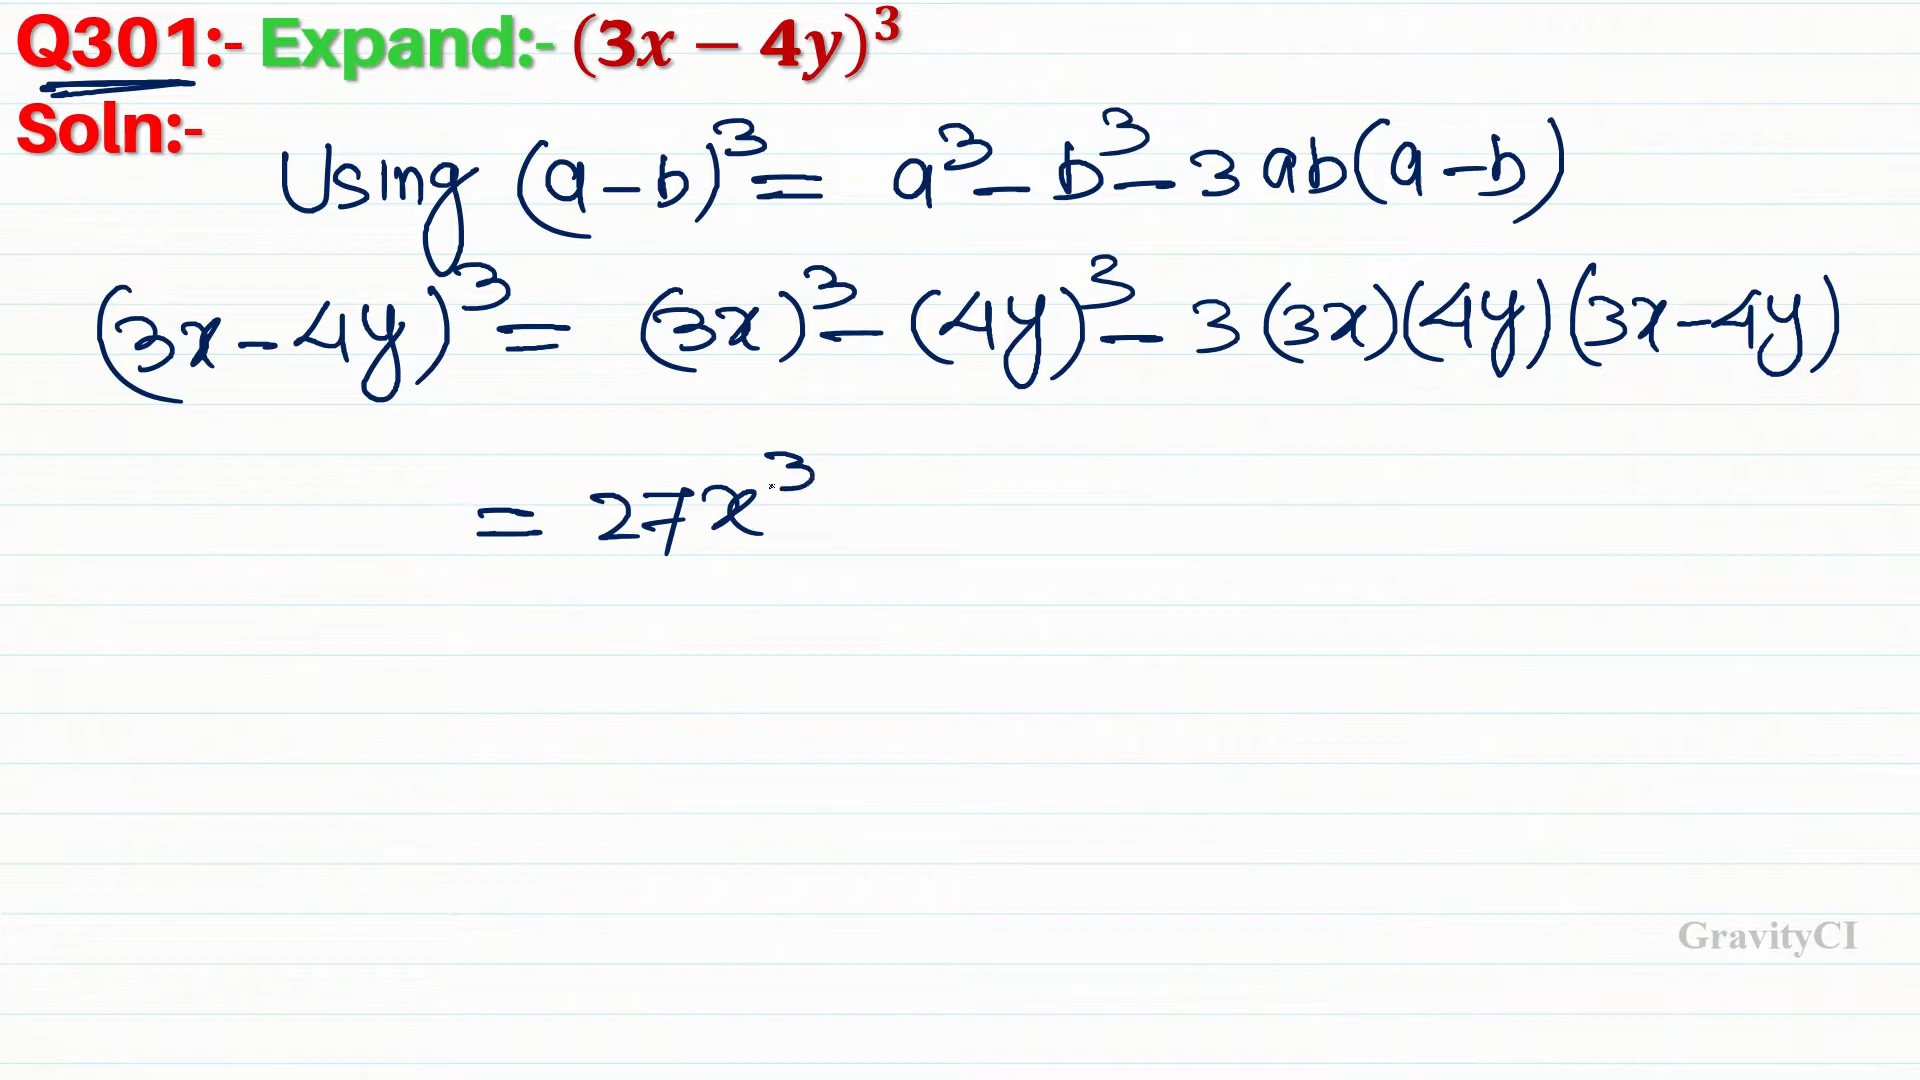 Q301:- Expand:- (3x − 4y)³
Soln:-
Using (a-b)³ = a³ - b³ - 3ab(a-b)
(3x-4y)³ = (3x)³ - (4y)³ - 3(3x)(4y)(3x-4y)
= 27x³
GravityCI